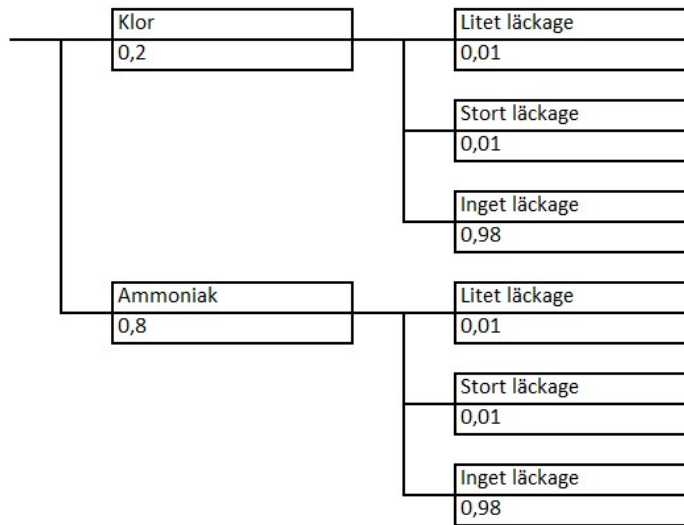 Klor
0,2
Litet läckage
0,01
Stort läckage
0,01
Inget läckage
0,98
Ammoniak
0,8
Litet läckage
0,01
Stort läckage
0,01
Inget läckage
0,98